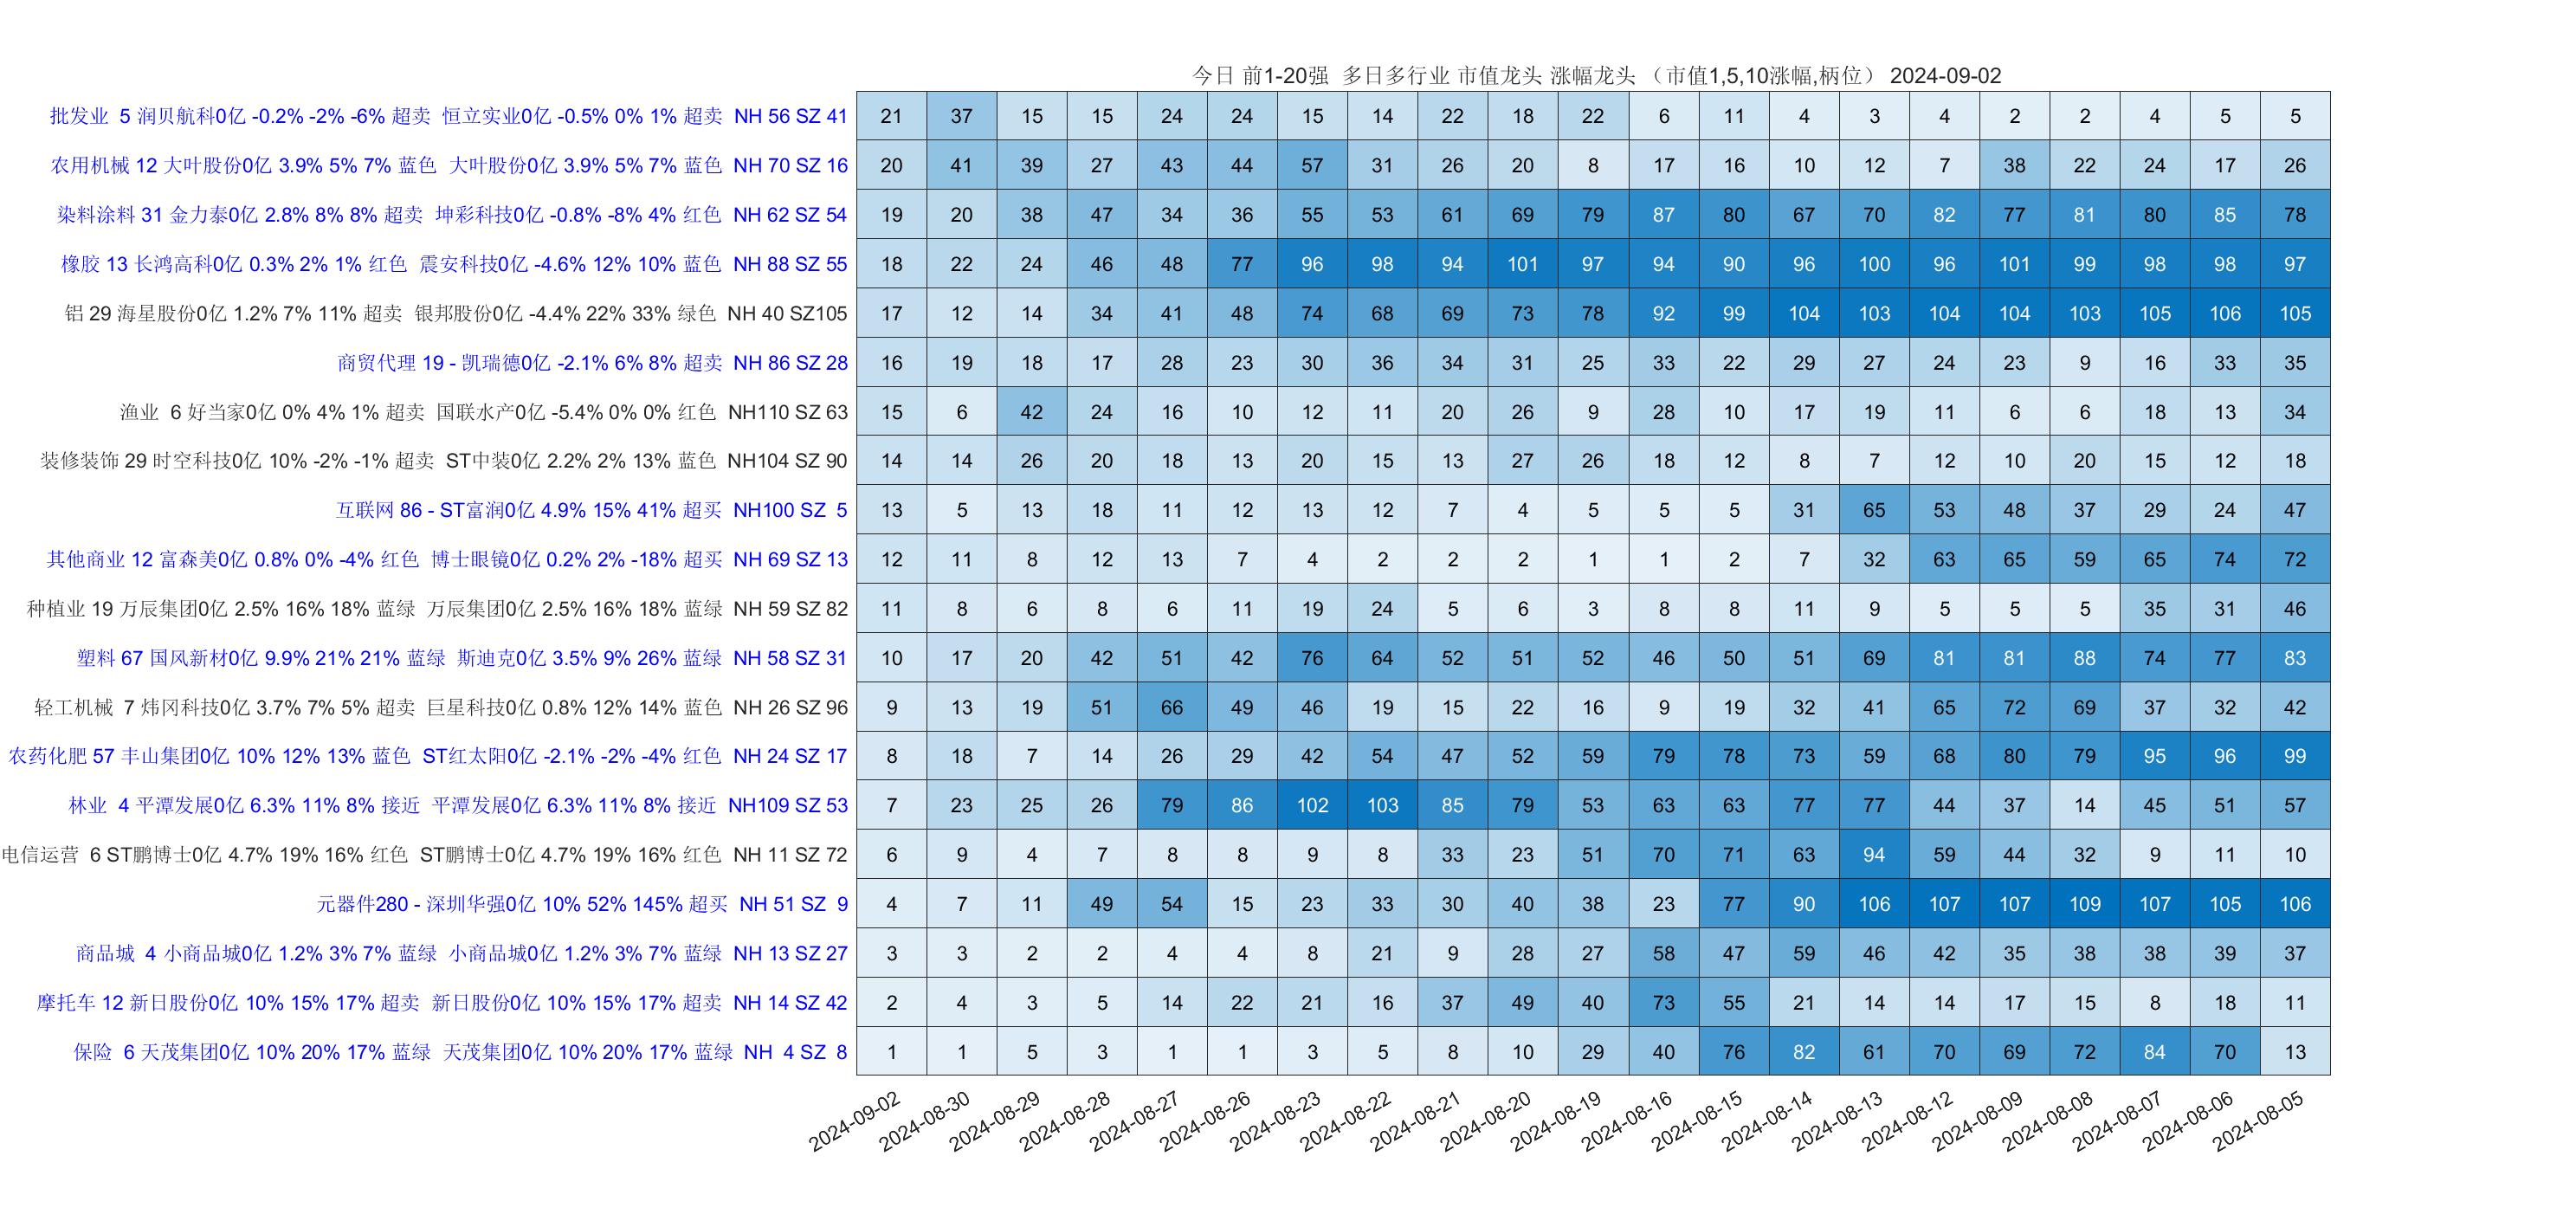 今日 前1-20强 多日多行业 市值龙头 涨幅龙头 （市值1,5,10涨幅,柄位） 2024-09-02
批发业 5 润贝航科0亿 -0.2% -2% -6% 超卖 恒立实业0亿 -0.5% 0% 1% 超卖 NH 56 SZ 41 21 37 15 15 24 24 15 14 22 18 22 6 11 4 3 4 2 2 4 5 5
农用机械 12 大叶股份0亿 3.9% 5% 7% 蓝色 大叶股份0亿 3.9% 5% 7% 蓝色 NH 70 SZ 16 20 41 39 27 43 44 57 31 26 20 8 17 16 10 12 7 38 22 24 17 26
染料涂料 31 金力泰0亿 2.8% 8% 8% 超卖 坤彩科技0亿 -0.8% -8% 4% 红色 NH 62 SZ 54 19 20 38 47 34 36 55 53 61 69 79 87 80 67 70 82 77 81 80 85 78
橡胶 13 长鸿高科0亿 0.3% 2% 1% 红色 震安科技0亿 -4.6% 12% 10% 蓝色 NH 88 SZ 55 18 22 24 46 48 77 96 98 94 101 97 94 90 96 100 96 101 99 98 98 97
铝 29 海星股份0亿 1.2% 7% 11% 超卖 银邦股份0亿 -4.4% 22% 33% 绿色 NH 40 SZ105 17 12 14 34 41 48 74 68 69 73 78 92 99 104 103 104 104 103 105 106 105
商贸代理 19 - 凯瑞德0亿 -2.1% 6% 8% 超卖 NH 86 SZ 28 16 19 18 17 28 23 30 36 34 31 25 33 22 29 27 24 23 9 16 33 35
渔业 6 好当家0亿 0% 4% 1% 超卖 国联水产0亿 -5.4% 0% 0% 红色 NH110 SZ 63 15 6 42 24 16 10 12 11 20 26 9 28 10 17 19 11 6 6 18 13 34
装修装饰 29 时空科技0亿 10% -2% -1% 超卖 ST中装0亿 2.2% 2% 13% 蓝色 NH104 SZ 90 14 14 26 20 18 13 20 15 13 27 26 18 12 8 7 12 10 20 15 12 18
互联网 86 - ST富润0亿 4.9% 15% 41% 超买 NH100 SZ 5 13 5 13 18 11 12 13 12 7 4 5 5 5 31 65 53 48 37 29 24 47
其他商业 12 富森美0亿 0.8% 0% -4% 红色 博士眼镜0亿 0.2% 2% -18% 超买 NH 69 SZ 13 12 11 8 12 13 7 4 2 2 2 1 1 2 7 32 63 65 59 65 74 72
种植业 19 万辰集团0亿 2.5% 16% 18% 蓝绿 万辰集团0亿 2.5% 16% 18% 蓝绿 NH 59 SZ 82 11 8 6 8 6 11 19 24 5 6 3 8 8 11 9 5 5 5 35 31 46
塑料 67 国风新材0亿 9.9% 21% 21% 蓝绿 斯迪克0亿 3.5% 9% 26% 蓝绿 NH 58 SZ 31 10 17 20 42 51 42 76 64 52 51 52 46 50 51 69 81 81 88 74 77 83
轻工机械 7 炜冈科技0亿 3.7% 7% 5% 超卖 巨星科技0亿 0.8% 12% 14% 蓝色 NH 26 SZ 96 9 13 19 51 66 49 46 19 15 22 16 9 19 32 41 65 72 69 37 32 42
农药化肥 57 丰山集团0亿 10% 12% 13% 蓝色 ST红太阳0亿 -2.1% -2% -4% 红色 NH 24 SZ 17 8 18 7 14 26 29 42 54 47 52 59 79 78 73 59 68 80 79 95 96 99
林业 4 平潭发展0亿 6.3% 11% 8% 接近 平潭发展0亿 6.3% 11% 8% 接近 NH109 SZ 53 7 23 25 26 79 86 102 103 85 79 53 63 63 77 77 44 37 14 45 51 57
电信运营 6 ST鹏博士0亿 4.7% 19% 16% 红色 ST鹏博士0亿 4.7% 19% 16% 红色 NH 11 SZ 72 6 9 4 7 8 8 9 8 33 23 51 70 71 63 94 59 44 32 9 11 10
元器件280 - 深圳华强0亿 10% 52% 145% 超买 NH 51 SZ 9 4 7 11 49 54 15 23 33 30 40 38 23 77 90 106 107 107 109 107 105 106
商品城 4 小商品城0亿 1.2% 3% 7% 蓝绿 小商品城0亿 1.2% 3% 7% 蓝绿 NH 13 SZ 27 3 3 2 2 4 4 8 21 9 28 27 58 47 59 46 42 35 38 38 39 37
摩托车 12 新日股份0亿 10% 15% 17% 超卖 新日股份0亿 10% 15% 17% 超卖 NH 14 SZ 42 2 4 3 5 14 22 21 16 37 49 40 73 55 21 14 14 17 15 8 18 11
保险 6 天茂集团0亿 10% 20% 17% 蓝绿 天茂集团0亿 10% 20% 17% 蓝绿 NH 4 SZ 8 1 1 5 3 1 1 3 5 8 10 29 40 76 82 61 70 69 72 84 70 13
2024-09-02 2024-08-30 2024-08-29 2024-08-28 2024-08-27 2024-08-26 2024-08-23 2024-08-22 2024-08-21 2024-08-20 2024-08-19 2024-08-16 2024-08-15 2024-08-14 2024-08-13 2024-08-12 2024-08-09 2024-08-08 2024-08-07 2024-08-06 2024-08-05